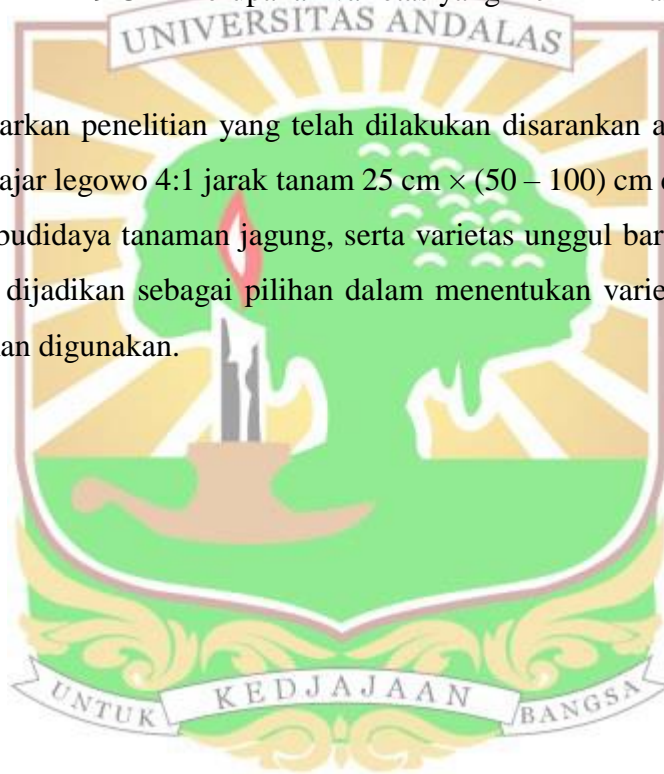 UNIVERSITAS ANDALAS
arkan penelitian yang telah dilakukan disarankan a
ajar legowo 4:1 jarak tanam 25 cm × (50 – 100) cm
budidaya tanaman jagung, serta varietas unggul bar
dijadikan sebagai pilihan dalam menentukan varie
an digunakan.
UNTUK KEDJAJAAN BANGSA